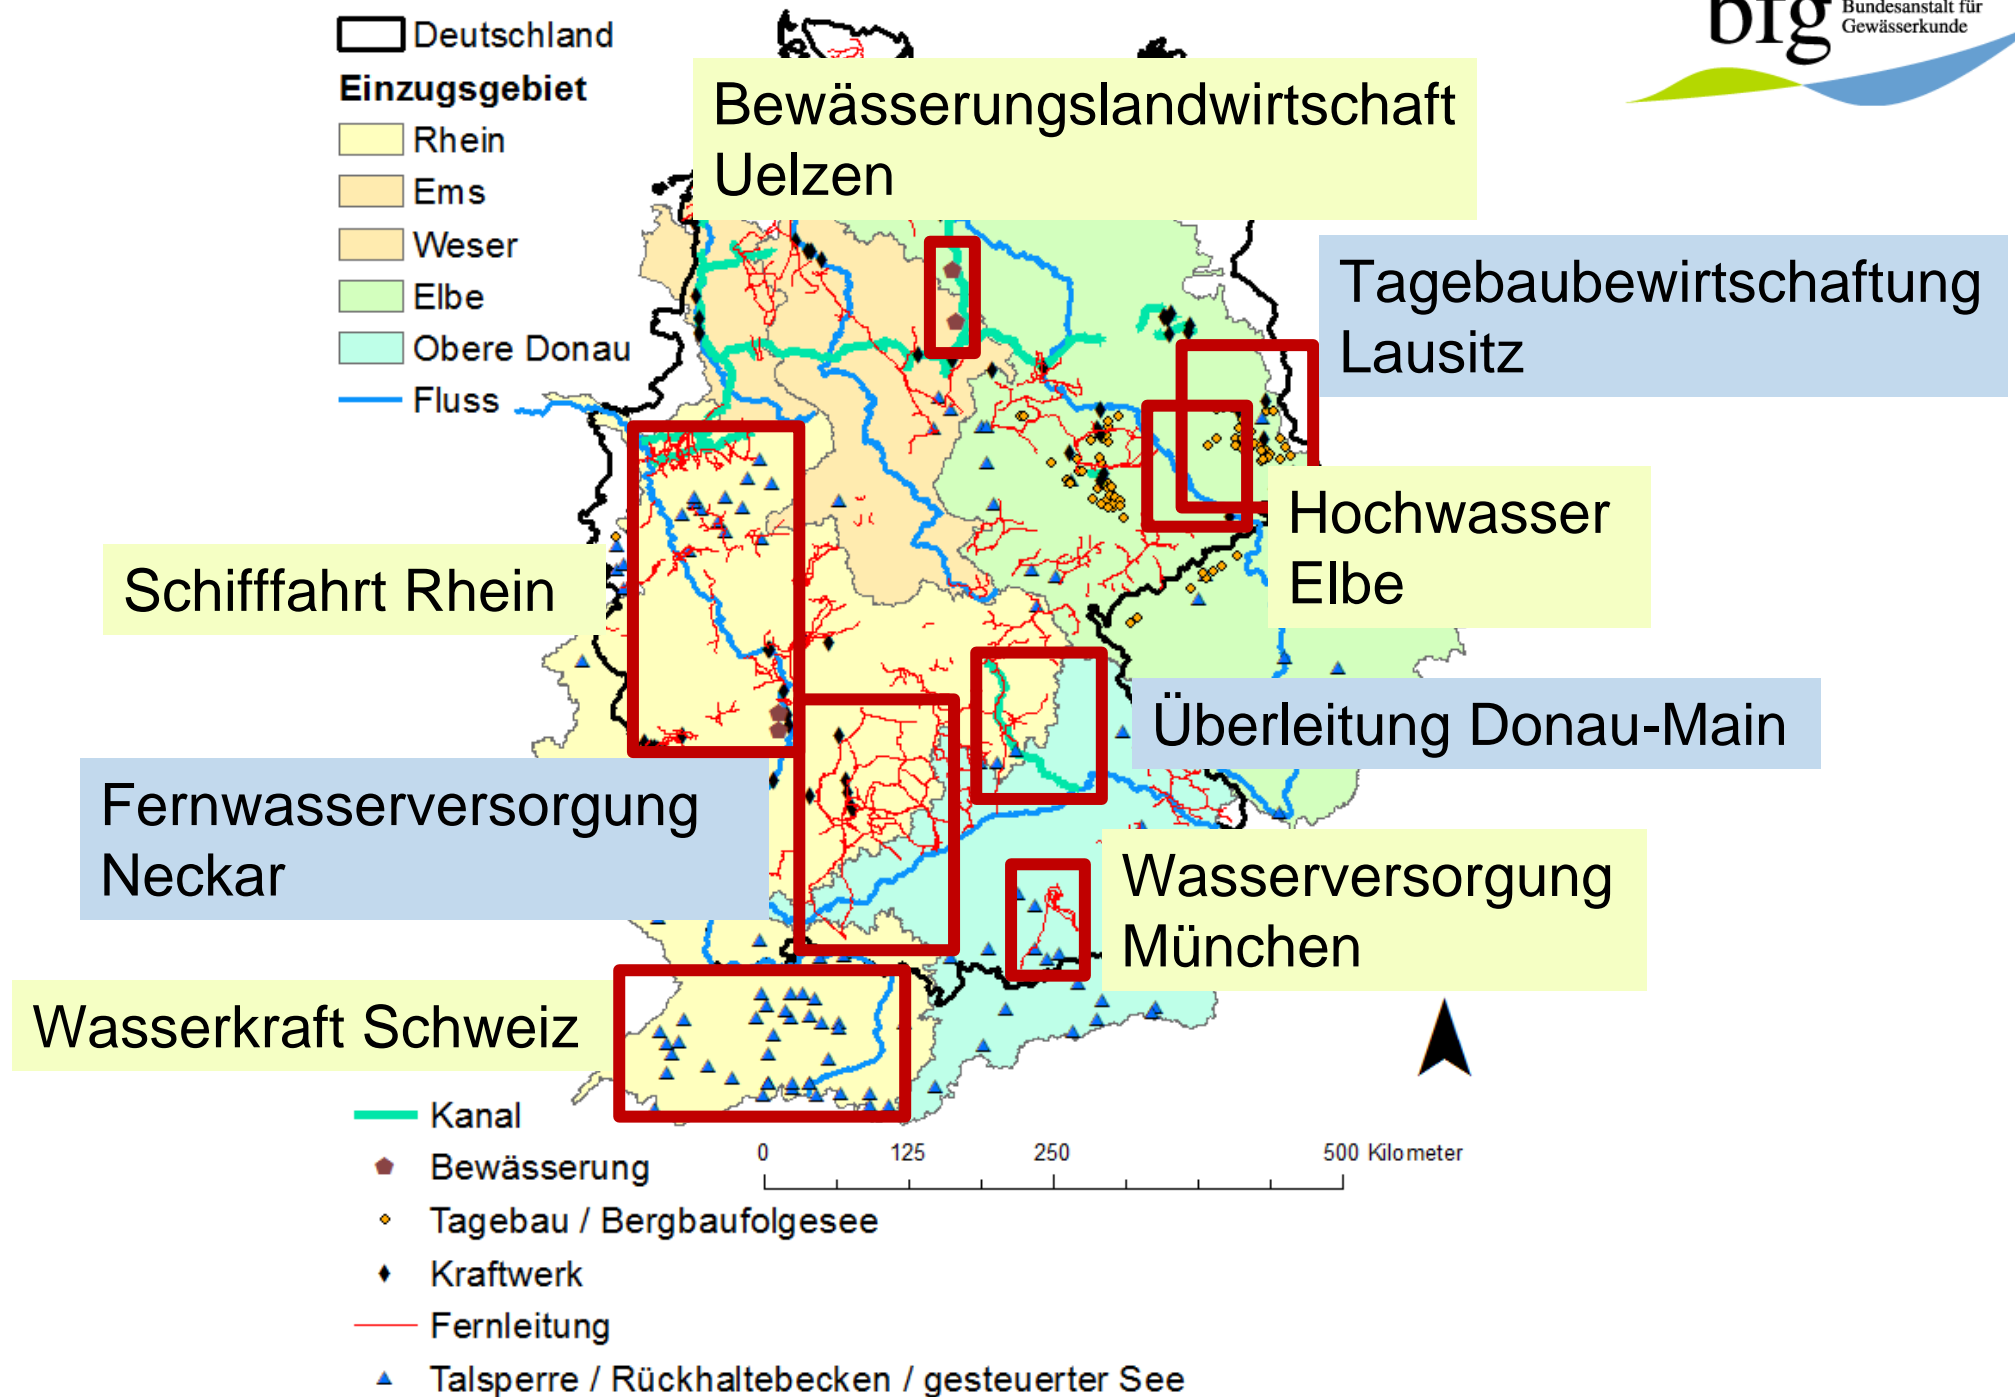 bfg
Bundesanstalt für
Gewässerkunde
Deutschland
Einzugsgebiet
Rhein
Ems
Weser
Elbe
Obere Donau
Fluss
Bewässerungslandwirtschaft
Uelzen
Tagebaubewirtschaftung
Lausitz
Hochwasser
Elbe
Schifffahrt Rhein
Überleitung Donau-Main
Fernwasserversorgung
Neckar
Wasserversorgung
München
Wasserkraft Schweiz
Kanal
Bewässerung
Tagebau / Bergbaufolgesee
Kraftwerk
Fernleitung
Talsperre / Rückhaltebecken / gesteuerter See
0 125 250 500 Kilometer